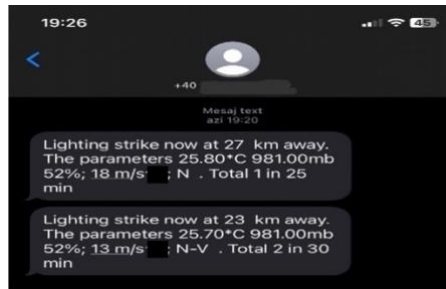 19:26
45
+40
Mesaj text
azi 19:20
Lighting strike now at 27 km away.
The parameters 25.80*C 981.00mb
52%; 18 m/s ; N . Total 1 in 25
min
Lighting strike now at 23 km away.
The parameters 25.70*C 981.00mb
52%; 13 m/s ; N-V . Total 2 in 30
min